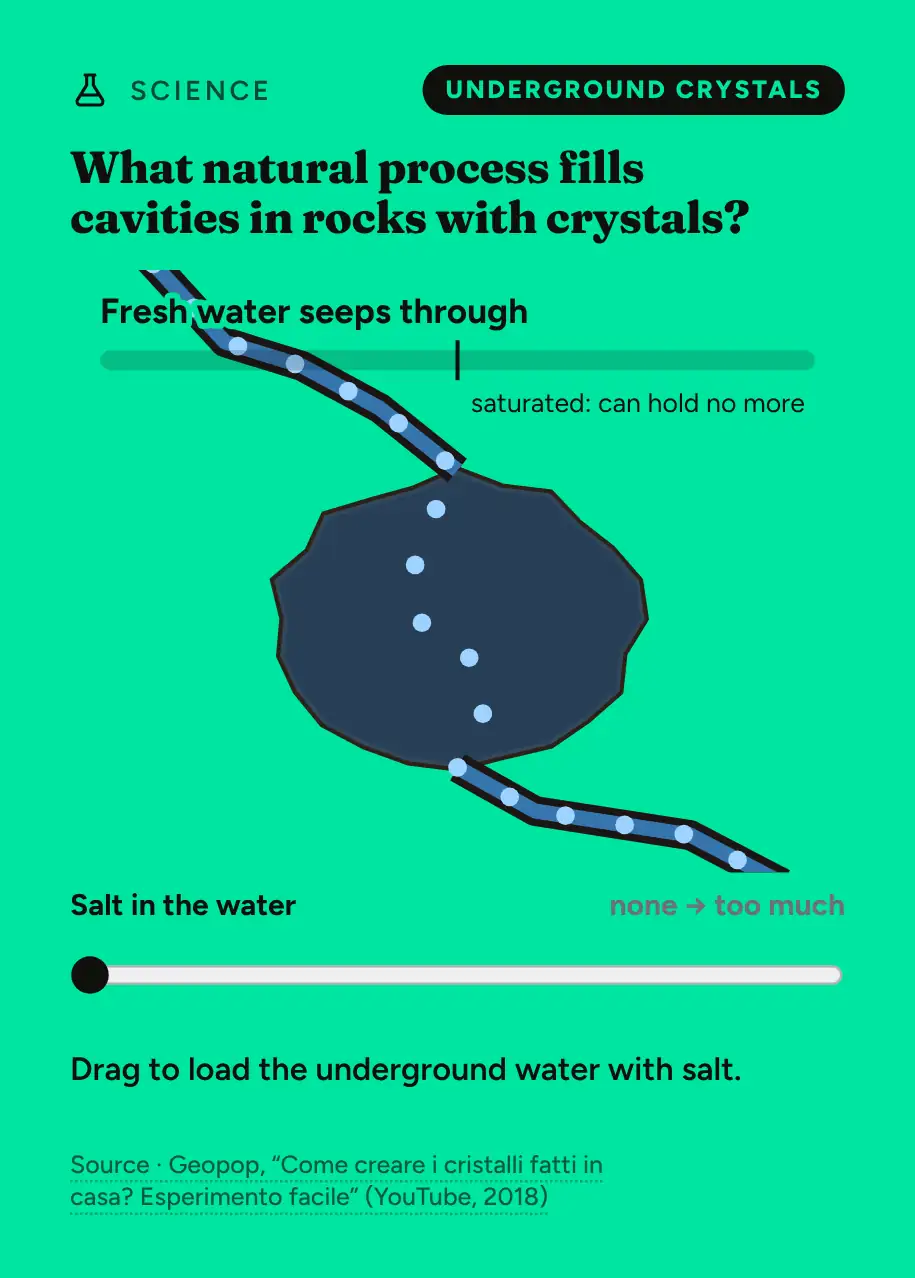 SCIENCE
UNDERGROUND CRYSTALS
What natural process fills
cavities in rocks with crystals?
Fresh water seeps through
saturated: can hold no more
Salt in the water
none → too much
Drag to load the underground water with salt.
Source · Geopop, “Come creare i cristalli fatti in
casa? Esperimento facile” (YouTube, 2018)